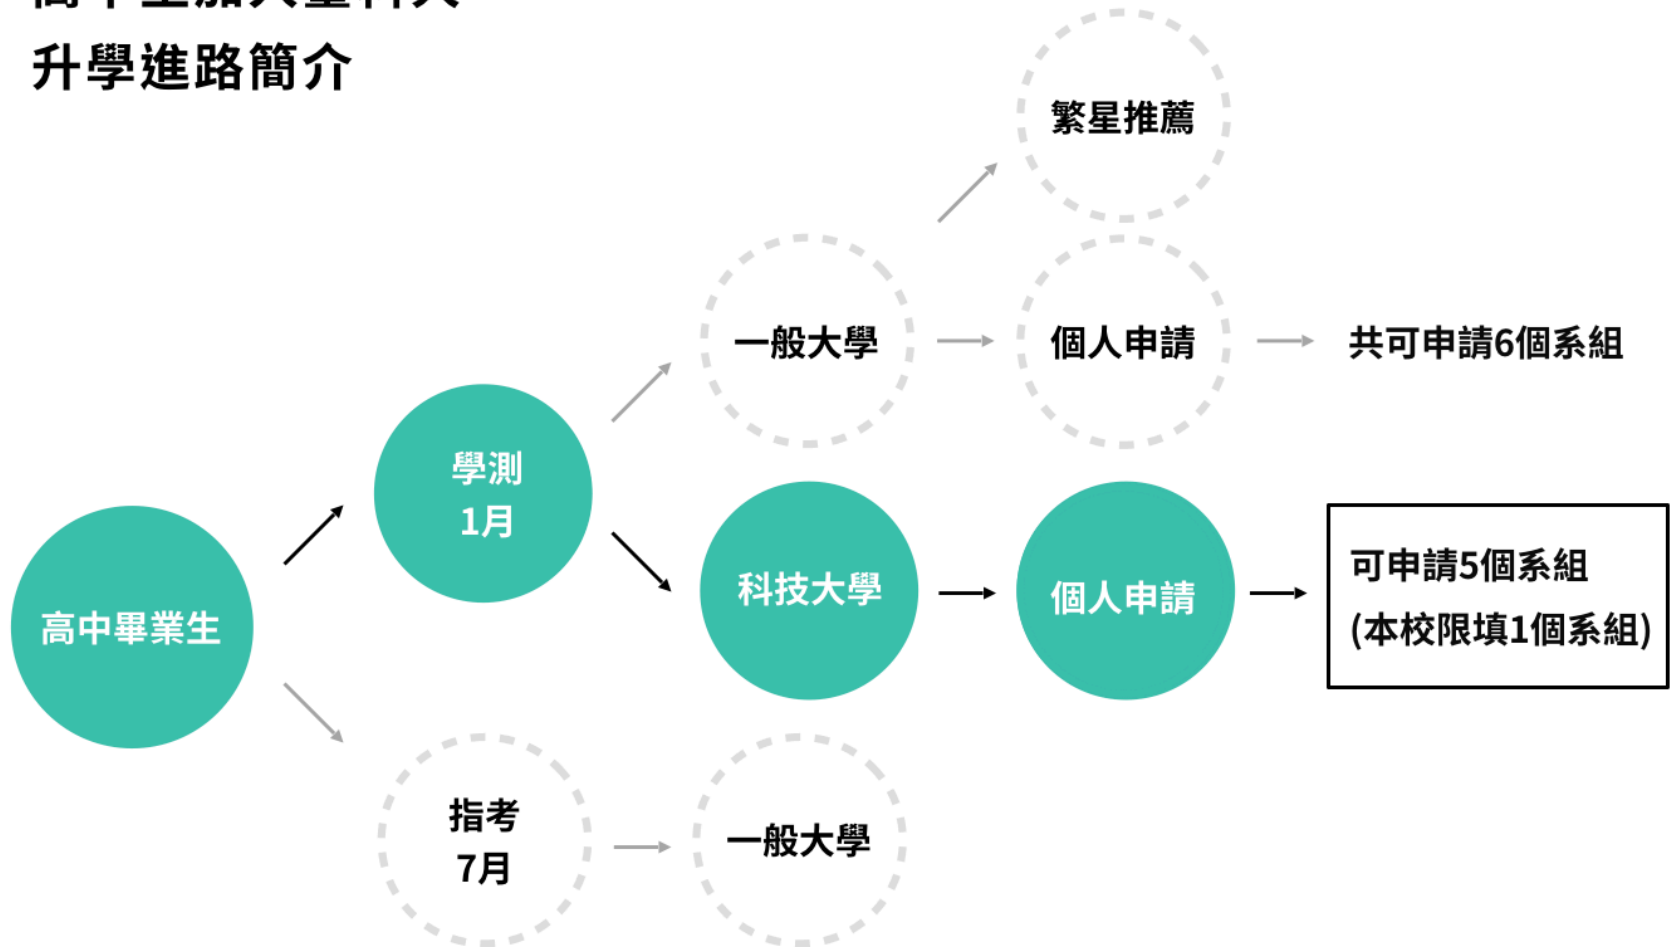 升學進路簡介
繁星推薦
一般大學
個人申請
共可申請6個系組
學測
1月
高中畢業生
科技大學
個人申請
可申請5個系組
(本校限填1個系組)
指考
7月
一般大學